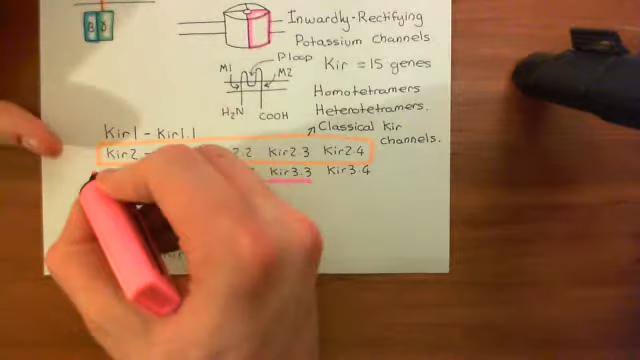 β γ
Inwardly-Rectifying
Potassium Channels
P loop
M1
M2
Kir = 15 genes
H₂N
COOH
Homotetramers
Heterotetramers.
Classical Kir
channels.
Kir1 - Kir1.1
Kir2 - 2.2 Kir2.3 Kir2.4
Kir3.3 Kir3.4